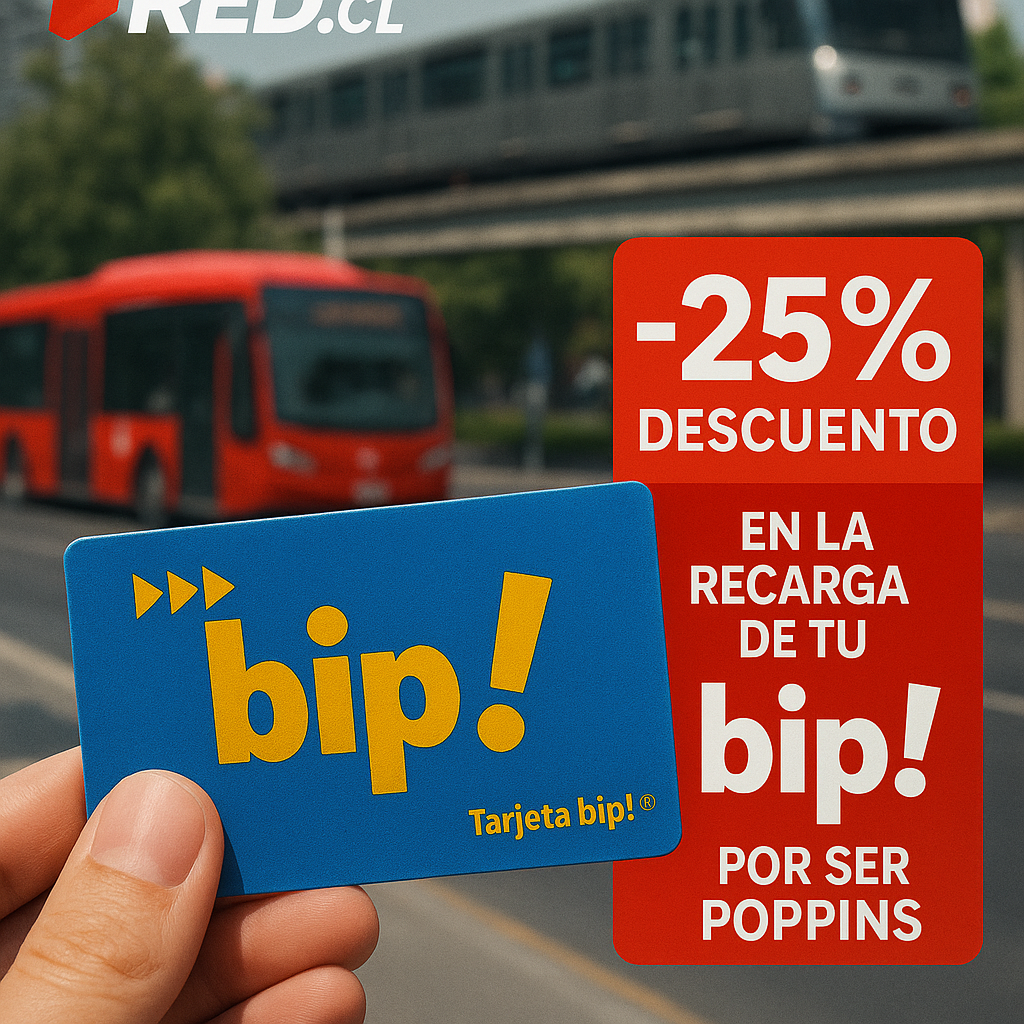 RED.CL
-25%
DESCUENTO
EN LA
RECARGA
DE TU
bip!
POR SER
POPPINS
bip!
Tarjeta bip!®